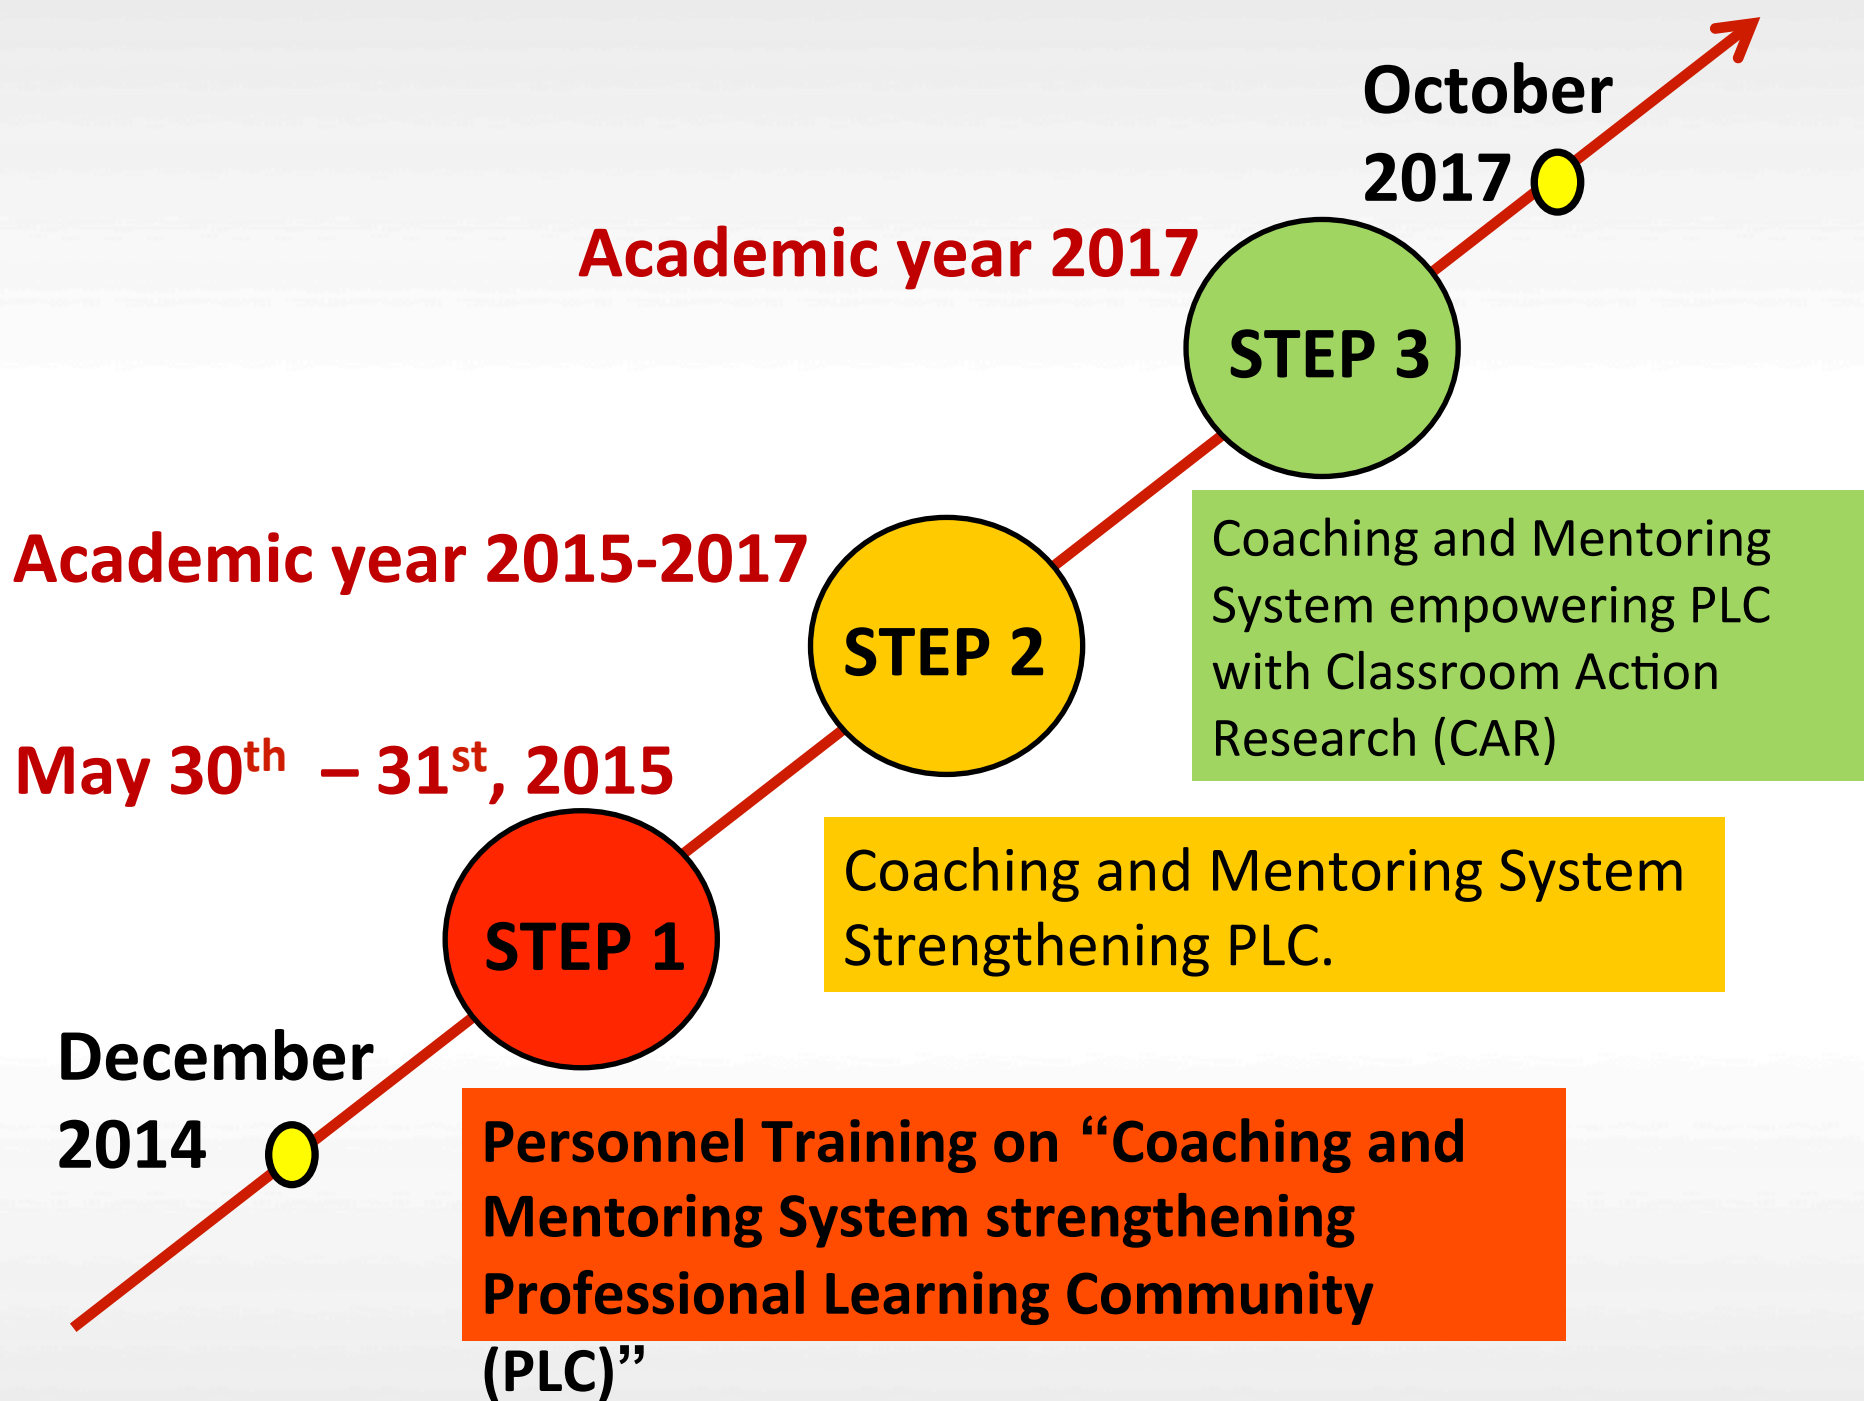 October
2017
Academic year 2017
STEP 3
Coaching and Mentoring
System empowering PLC
with Classroom Action
Research (CAR)
Academic year 2015-2017
STEP 2
Coaching and Mentoring System
Strengthening PLC.
May 30th – 31st, 2015
STEP 1
Personnel Training on “Coaching and
Mentoring System strengthening
Professional Learning Community
(PLC)”
December
2014